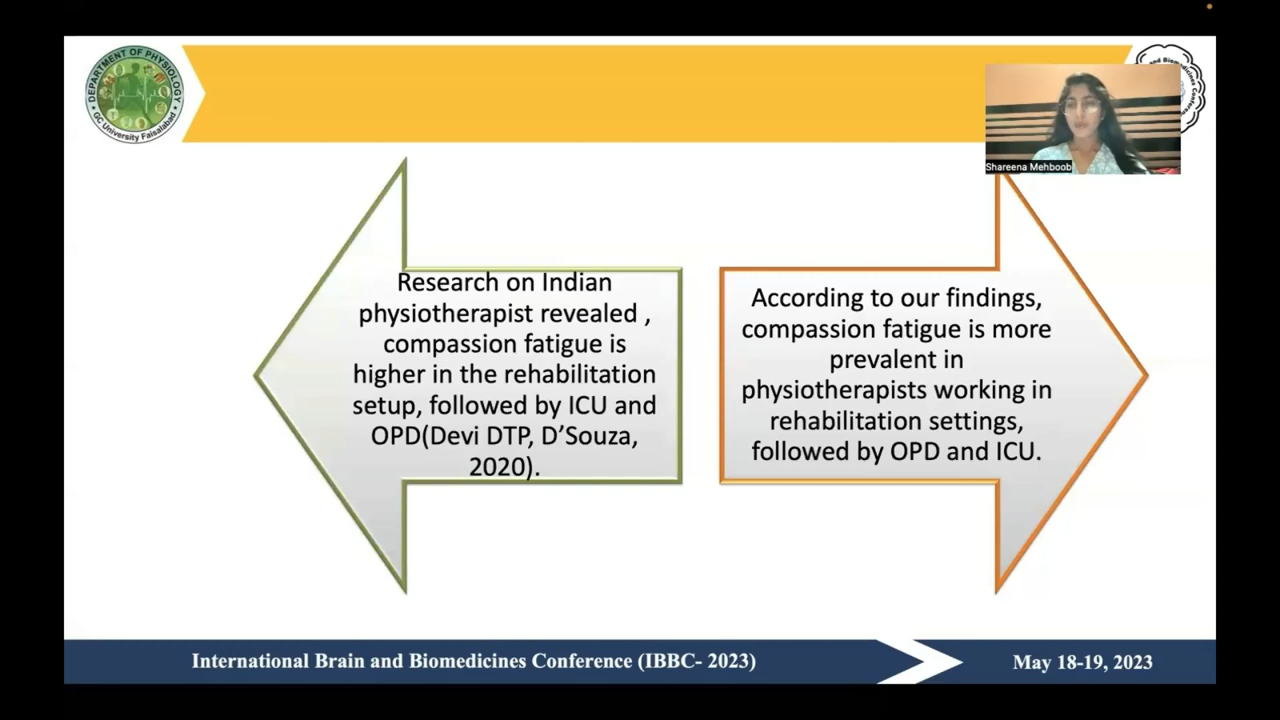 DEPARTMENT OF PHYSIOLOGY
GC University Faisalabad
and Biomedicines Conference
Shareena Mehboob
Research on Indian
physiotherapist revealed ,
compassion fatigue is
higher in the rehabilitation
setup, followed by ICU and
OPD(Devi DTP, D’Souza,
2020).
According to our findings,
compassion fatigue is more
prevalent in
physiotherapists working in
rehabilitation settings,
followed by OPD and ICU.
International Brain and Biomedicines Conference (IBBC- 2023)
May 18-19, 2023